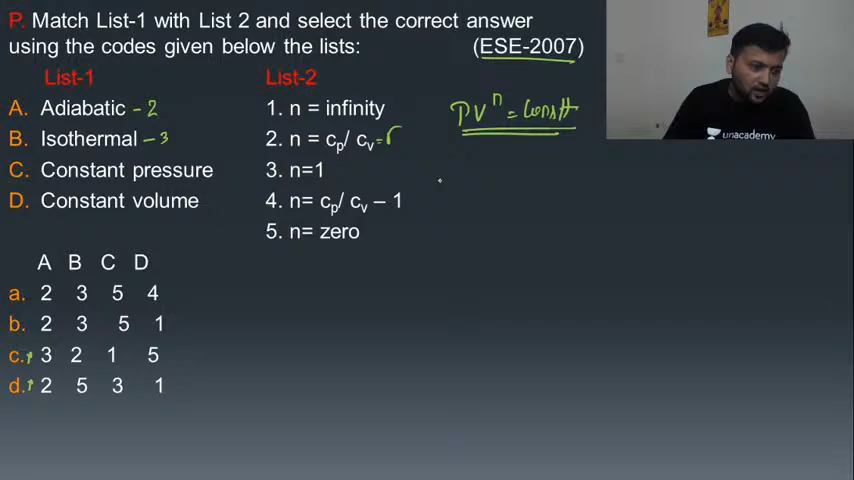 P. Match List-1 with List 2 and select the correct answer
using the codes given below the lists: (ESE-2007)
List-1 List-2
A. Adiabatic - 2 1. n = infinity PVⁿ = Const
B. Isothermal - 3 2. n = cp/ cv = r
C. Constant pressure 3. n=1
D. Constant volume 4. n= cp/ cv – 1
5. n= zero
A B C D
a. 2 3 5 4
b. 2 3 5 1
c. 3 2 1 5
d. 2 5 3 1
unacademy